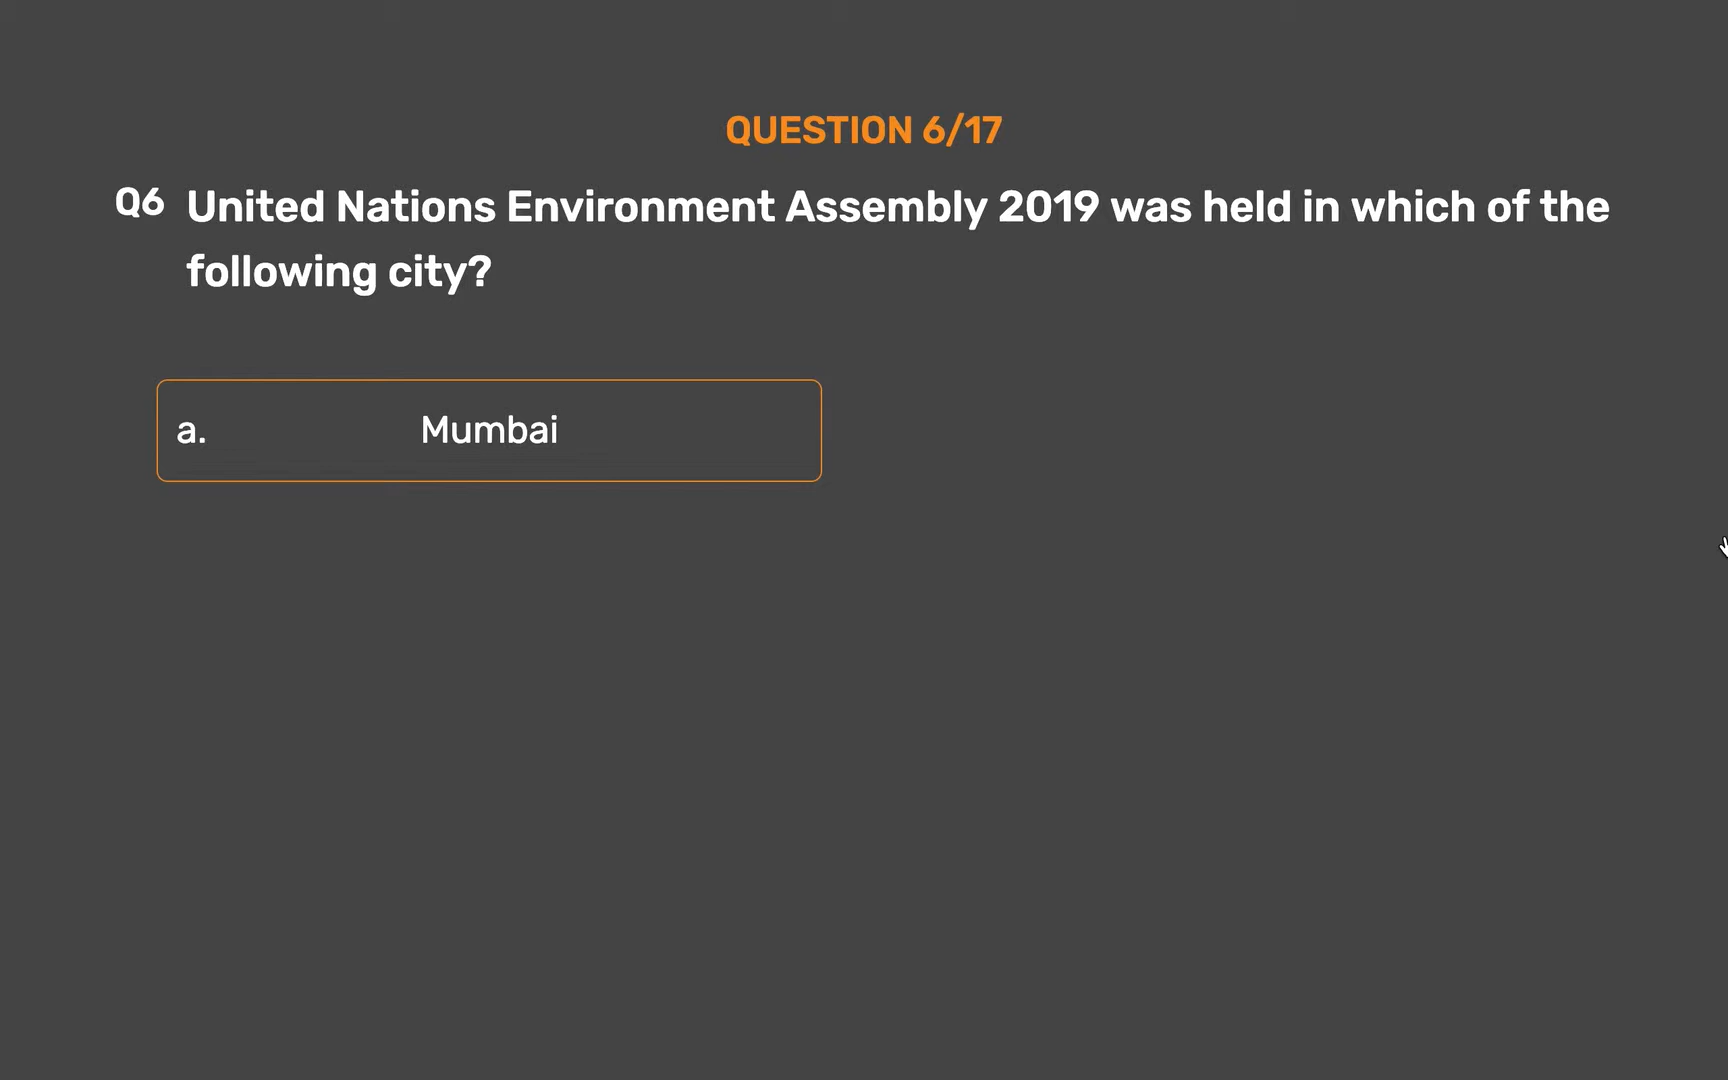 QUESTION 6/17
Q6 United Nations Environment Assembly 2019 was held in which of the
following city?
a. Mumbai